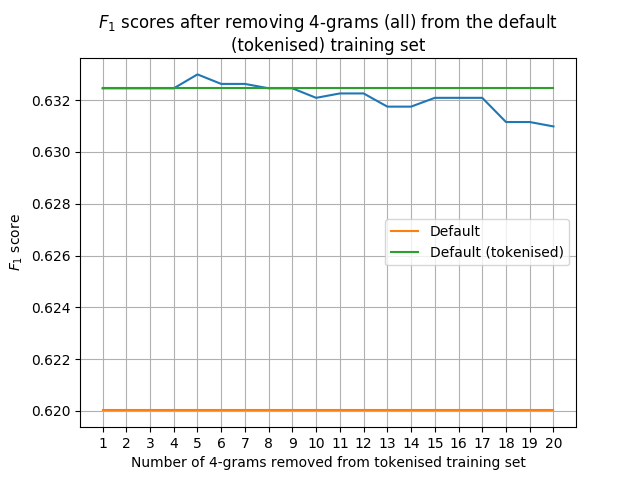 F₁ scores after removing 4-grams (all) from the default
(tokenised) training set
F₁ score
0.632
0.630
0.628
0.626
0.624
0.622
0.620
Default
Default (tokenised)
1 2 3 4 5 6 7 8 9 10 11 12 13 14 15 16 17 18 19 20
Number of 4-grams removed from tokenised training set